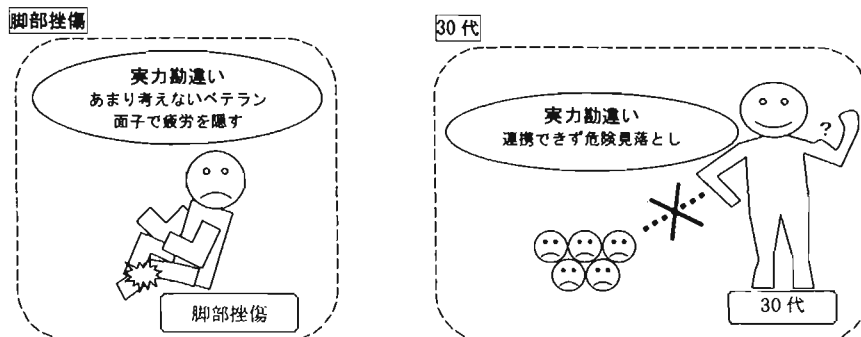 脚部挫傷
実力勘違い
あまり考えないベテラン
面子で疲労を隠す
脚部挫傷
30代
実力勘違い
連携できず危険見落とし
?
30代